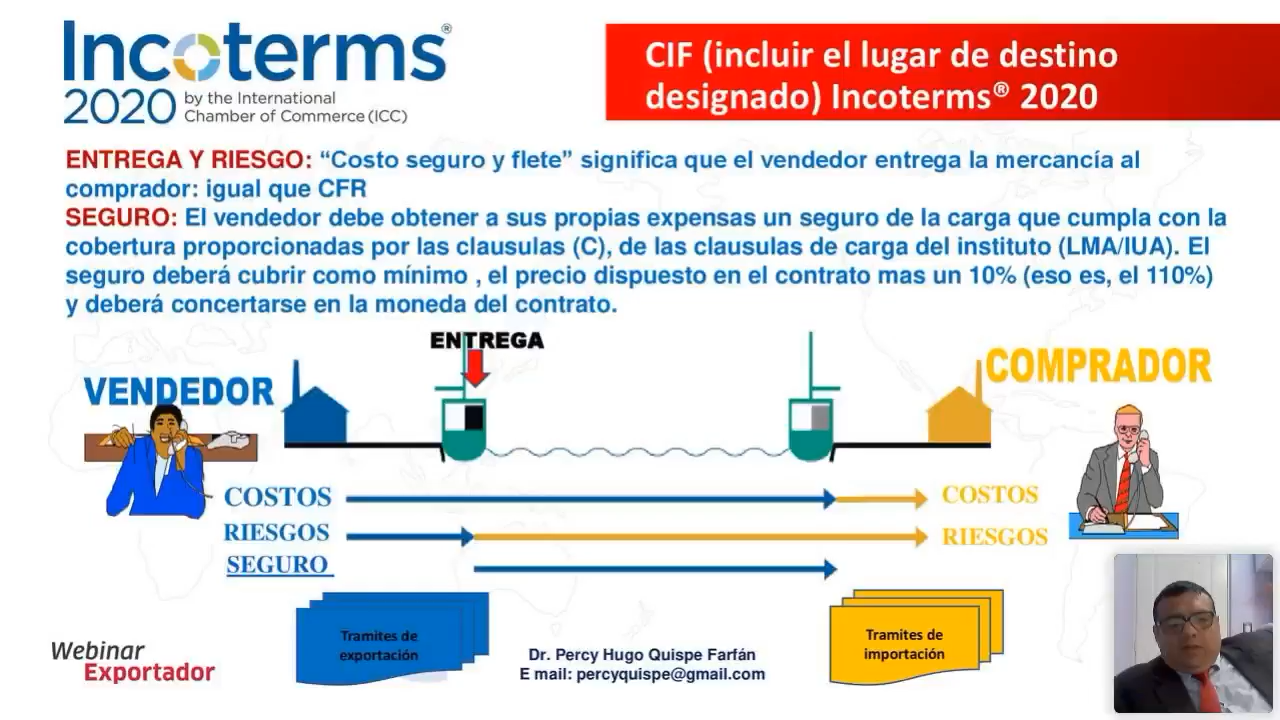 Incoterms®
2020 by the International
Chamber of Commerce (ICC)
CIF (incluir el lugar de destino
designado) Incoterms® 2020
ENTREGA Y RIESGO: “Costo seguro y flete” significa que el vendedor entrega la mercancía al
comprador: igual que CFR
SEGURO: El vendedor debe obtener a sus propias expensas un seguro de la carga que cumpla con la
cobertura proporcionadas por las clausulas (C), de las clausulas de carga del instituto (LMA/IUA). El
seguro deberá cubrir como mínimo , el precio dispuesto en el contrato mas un 10% (eso es, el 110%)
y deberá concertarse en la moneda del contrato.
ENTREGA
VENDEDOR
COMPRADOR
COSTOS
COSTOS
RIESGOS
RIESGOS
SEGURO
Tramites de
exportación
Tramites de
importación
Webinar
Exportador
Dr. Percy Hugo Quispe Farfán
E mail: percyquispe@gmail.com